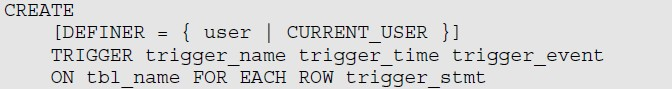 CREATE
[DEFINER = { user | CURRENT_USER }]
TRIGGER trigger_name trigger_time trigger_event
ON tbl_name FOR EACH ROW trigger_stmt